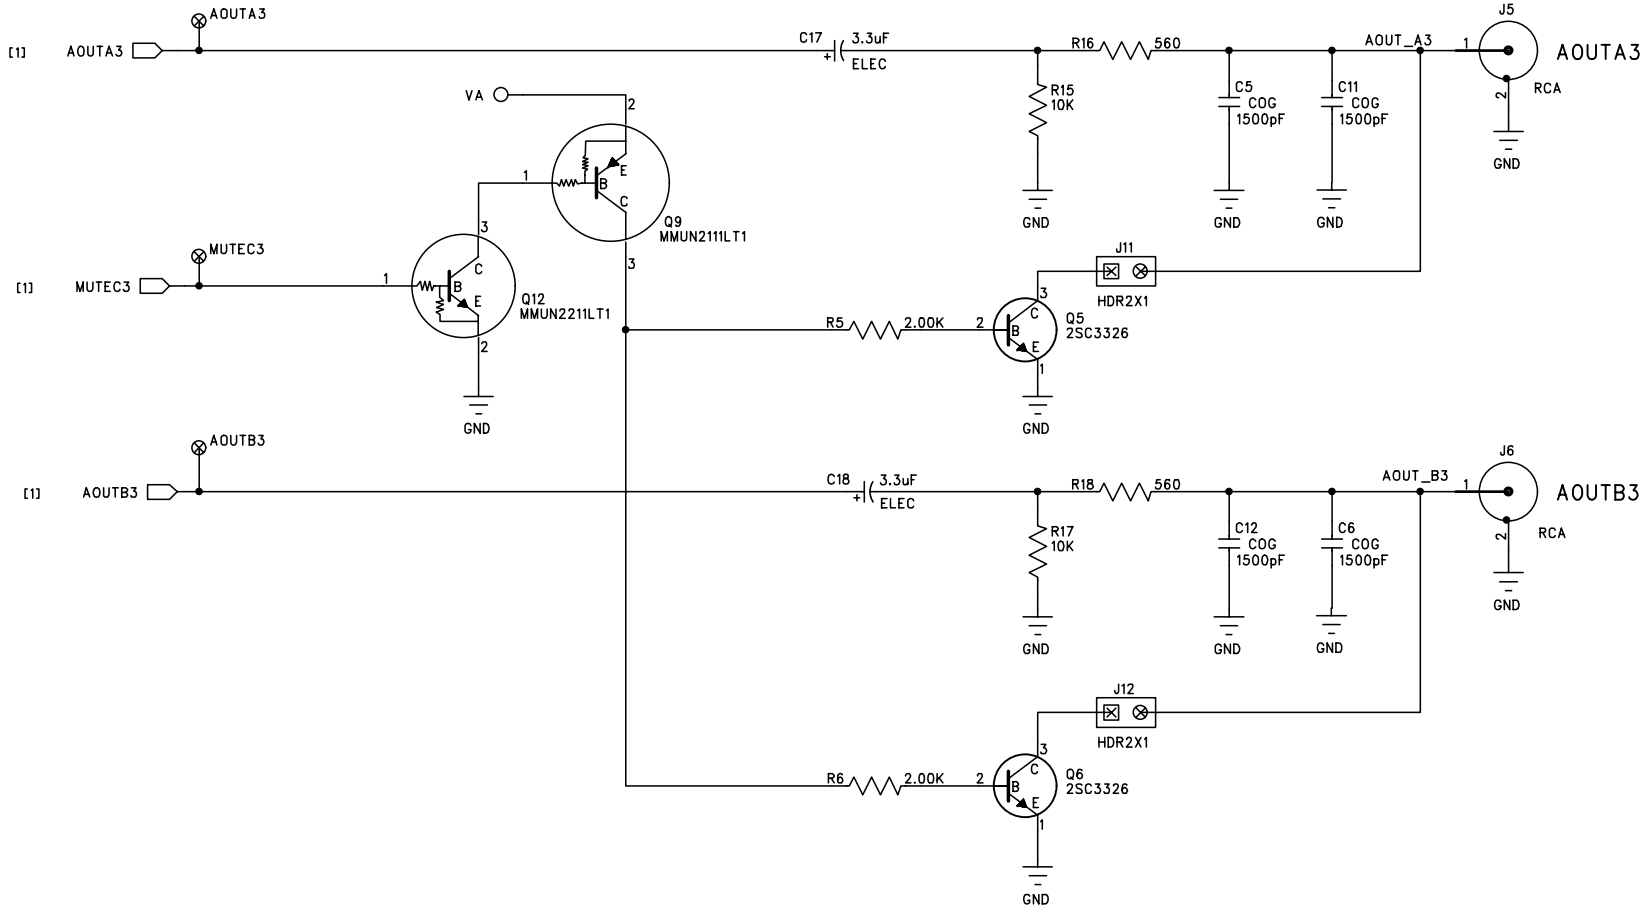 AOUTA3
[1] AOUTA3
C17 3.3uF
+
ELEC
R16 560
AOUT_A3
1
J5
AOUTA3
RCA
2
GND
R15
10K
GND
C5
COG
1500pF
GND
C11
COG
1500pF
GND
VA
2
1
B
E
C
Q9
MMUN2111LT1
3
MUTEC3
[1] MUTEC3
1
3
C
B
E
Q12
MMUN2211LT1
2
GND
J11
HDR2X1
R5 2.00K
2
3
C
B
E
Q5
2SC3326
1
GND
AOUTB3
[1] AOUTB3
C18 3.3uF
+
ELEC
R18 560
AOUT_B3
1
J6
AOUTB3
RCA
2
GND
R17
10K
GND
C12
COG
1500pF
GND
C6
COG
1500pF
GND
J12
HDR2X1
R6 2.00K
2
3
C
B
E
Q6
2SC3326
1
GND